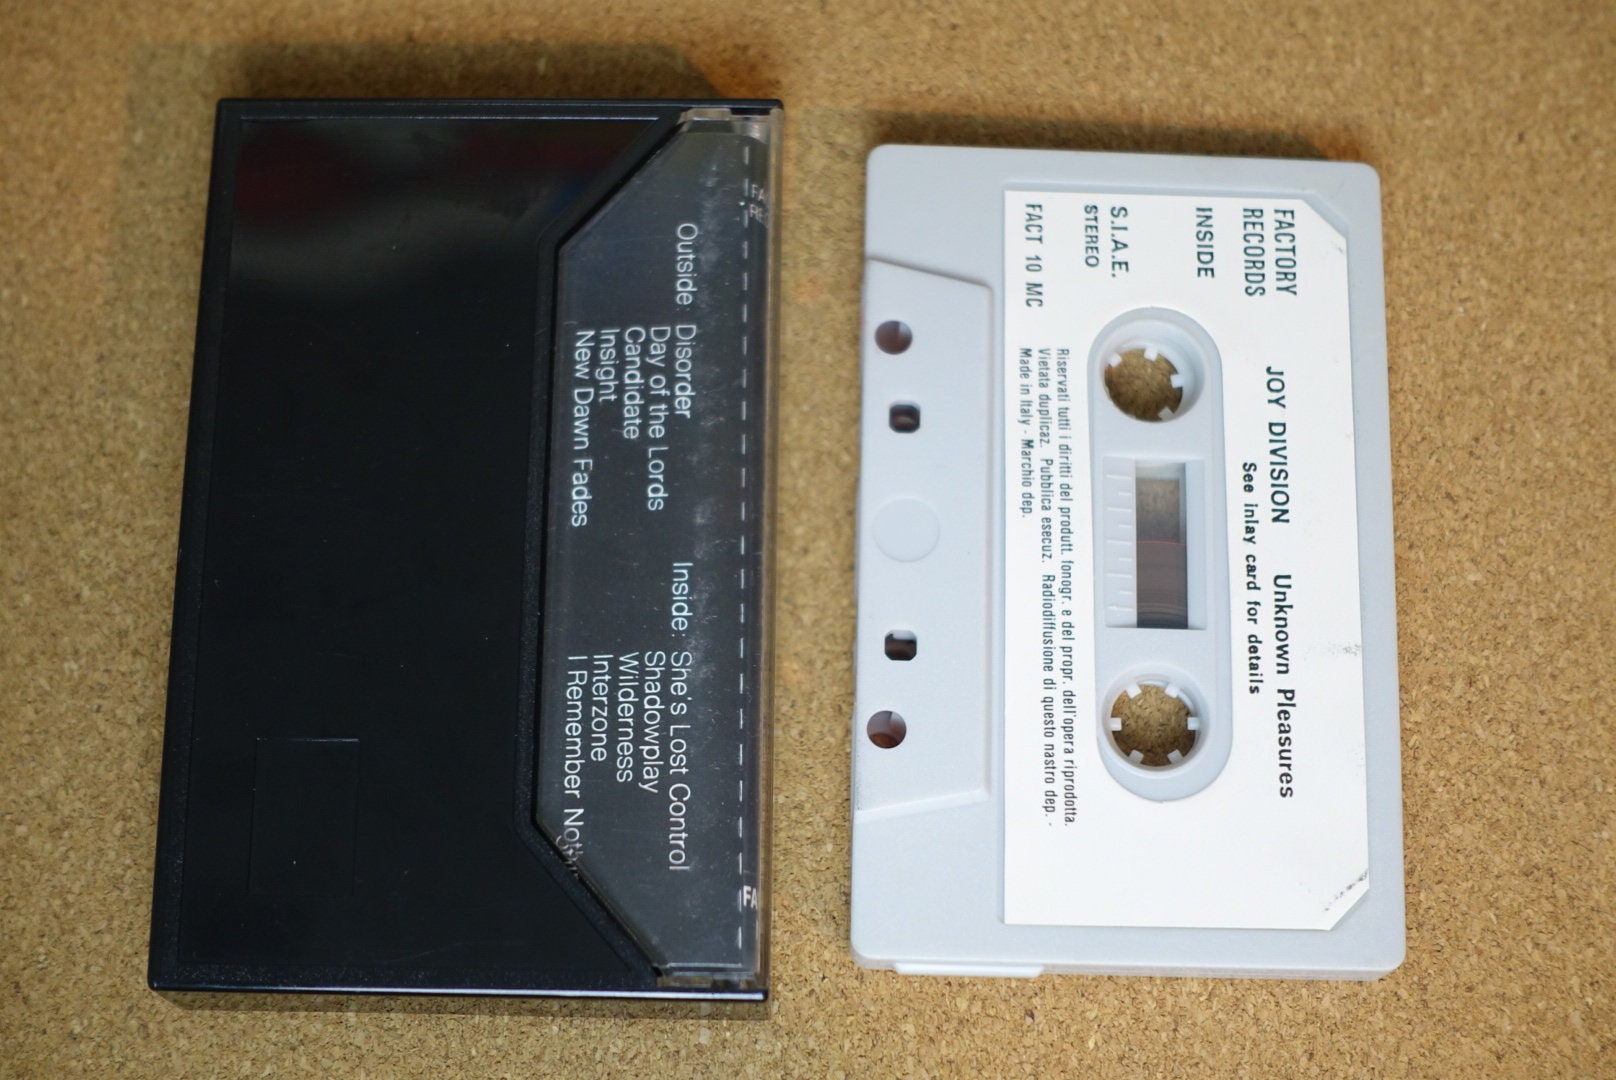 Outside: Disorder
Day of the Lords
Candidate
Insight
New Dawn Fades
Inside: She's Lost Control
Shadowplay
Wilderness
Interzone
I Remember
FACTORY
RECORDS
INSIDE
S.I.A.E.
STEREO
FACT 10 MC
JOY DIVISION Unknown Pleasures
See inlay card for details
Riservati tutti i diritti del produtt. fonogr. e del propr. dell'opera riprodotta.
Vietata duplicaz. Pubblica esecuz. Radiodiffusione di questo nastro dep. -
Made in Italy - Marchio dep.